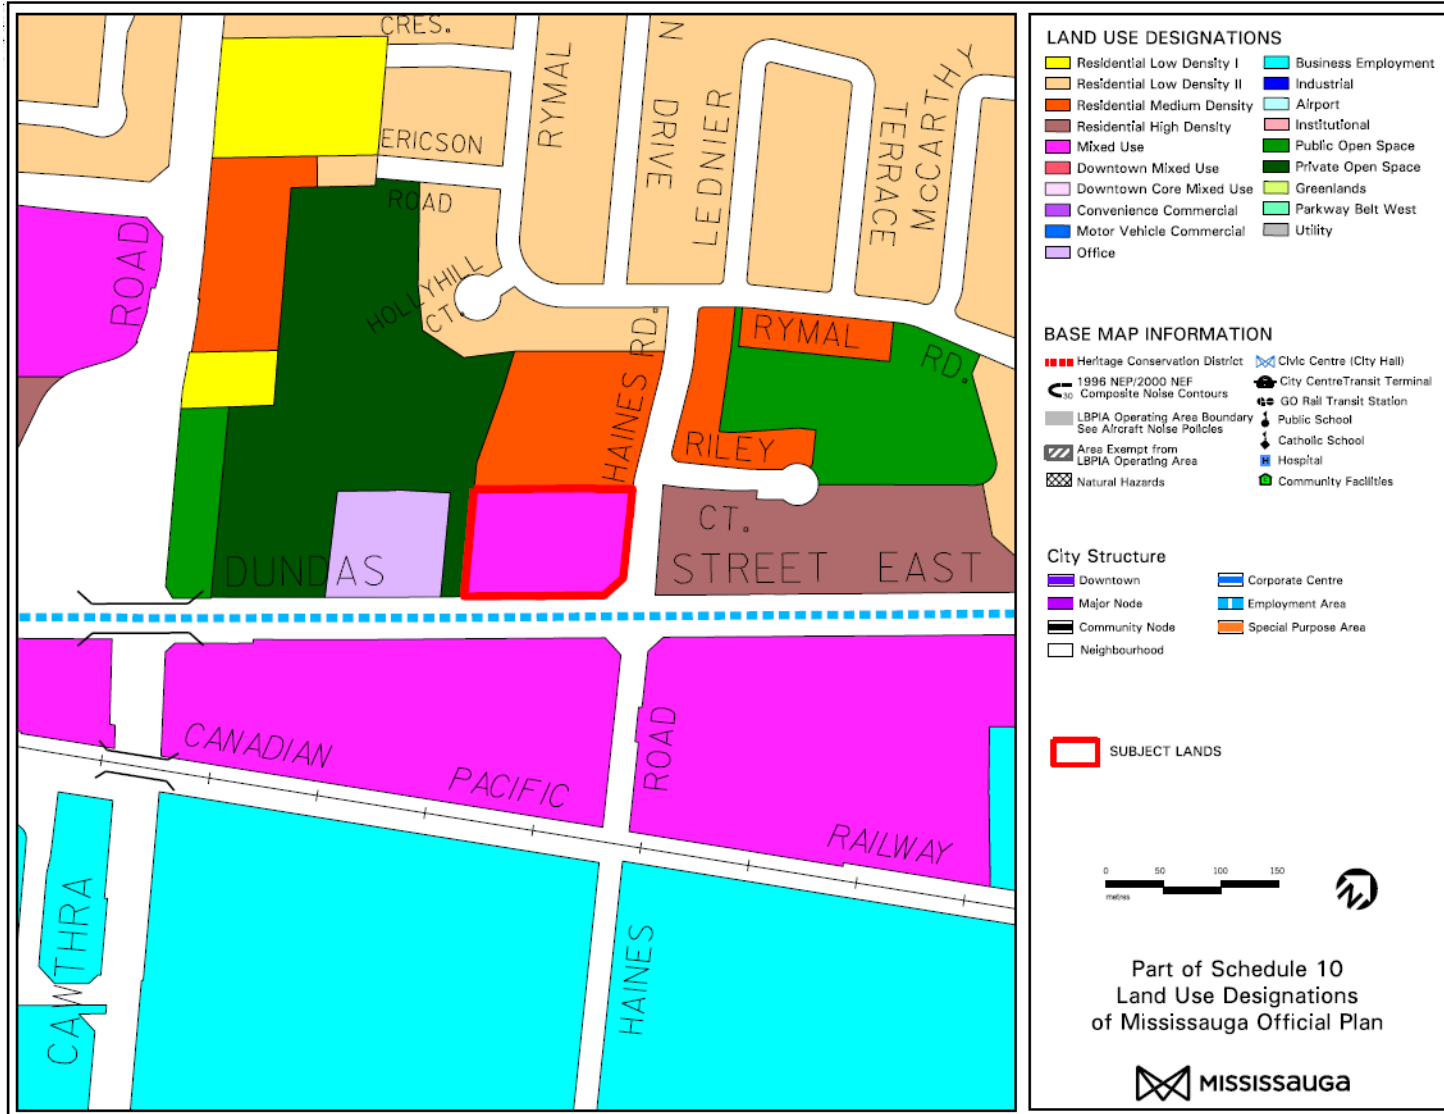 CRES.
RYMAL
N
DRIVE
LEDNIER
TERRACE
McCARTHY
ERICSON
ROAD
ROAD
HOLLYHILL
CT.
HAINES RD.
RYMAL
RD.
RILEY
CT.
DUNDAS
STREET EAST
CANADIAN
PACIFIC
RAILWAY
ROAD
HAINES
CAWTHRA
LAND USE DESIGNATIONS
Residential Low Density I
Residential Low Density II
Residential Medium Density
Residential High Density
Mixed Use
Downtown Mixed Use
Downtown Core Mixed Use
Convenience Commercial
Motor Vehicle Commercial
Office
Business Employment
Industrial
Airport
Institutional
Public Open Space
Private Open Space
Greenlands
Parkway Belt West
Utility
BASE MAP INFORMATION
Heritage Conservation District
30
1996 NEP/2000 NEF
Composite Noise Contours
LBPIA Operating Area Boundary
See Aircraft Noise Policies
Area Exempt from
LBPIA Operating Area
Natural Hazards
Civic Centre (City Hall)
City CentreTransit Terminal
GO Rail Transit Station
Public School
Catholic School
H
Hospital
Community Facilities
City Structure
Downtown
Major Node
Community Node
Neighbourhood
Corporate Centre
Employment Area
Special Purpose Area
SUBJECT LANDS
0 50 100 150
metres
N
Part of Schedule 10
Land Use Designations
of Mississauga Official Plan
MISSISSauGa